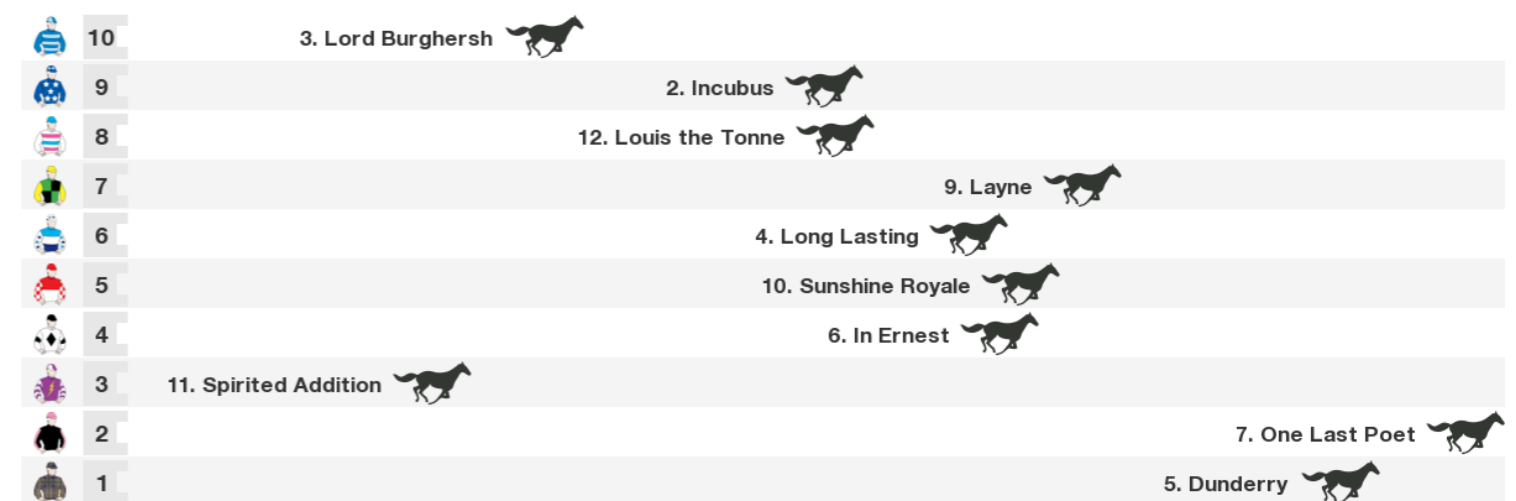 10 3. Lord Burghersh
9 2. Incubus
8 12. Louis the Tonne
7 9. Layne
6 4. Long Lasting
5 10. Sunshine Royale
4 6. In Ernest
3 11. Spirited Addition
2 7. One Last Poet
1 5. Dunderry